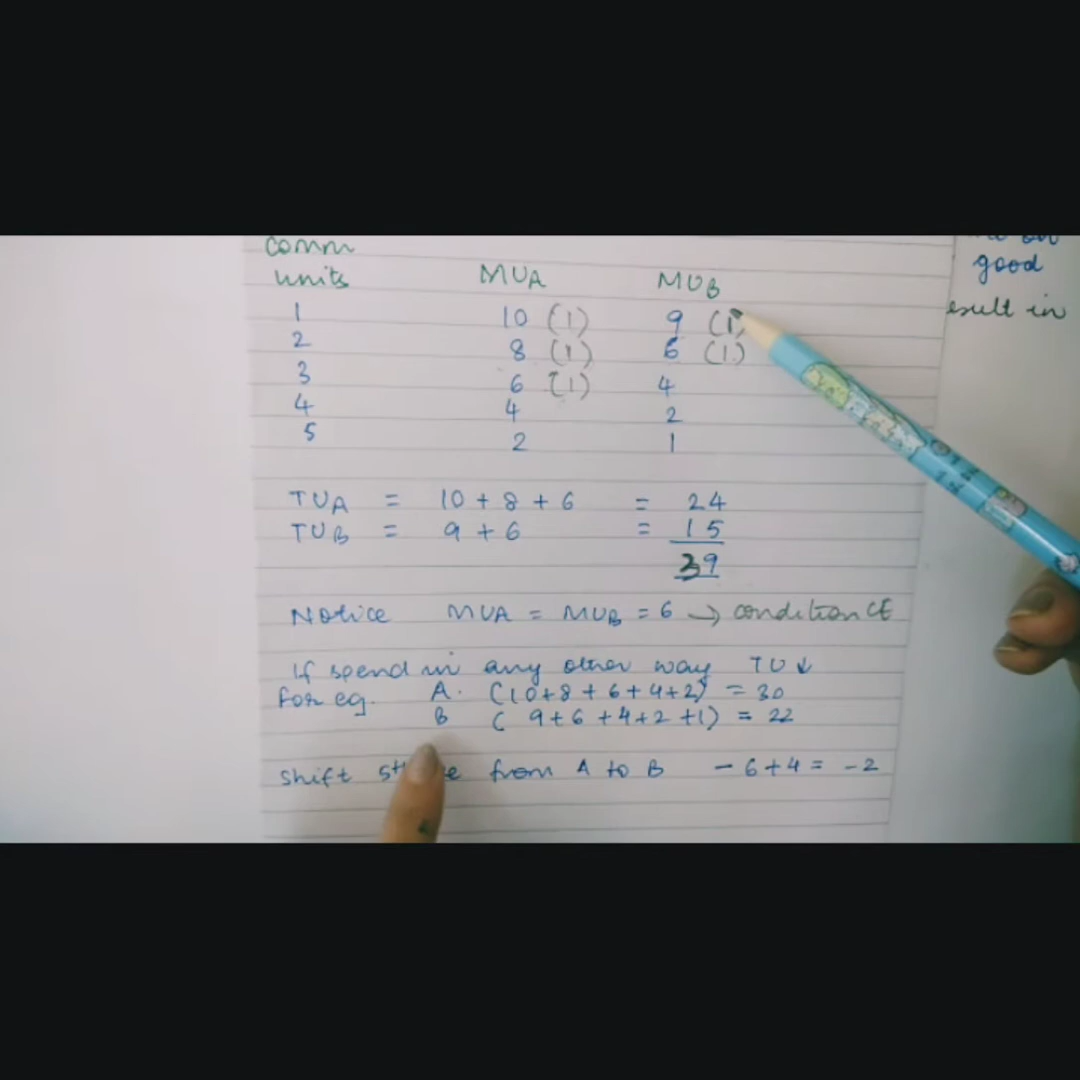 comm
units MUA MUB
1 10 (1) 9 (1)
2 8 (1) 6 (1)
3 6 (1) 4
4 4 2
5 2 1
TUA = 10 + 8 + 6 = 24
TUB = 9 + 6 = 15
39
Notice MUA = MUB = 6 → condition CE
If spend in any other way TU ↓
for eg. A. (10+8+6+4+2) = 30
B ( 9+6+4+2+1) = 22
shift from A to B - 6+4 = -2
good
result in